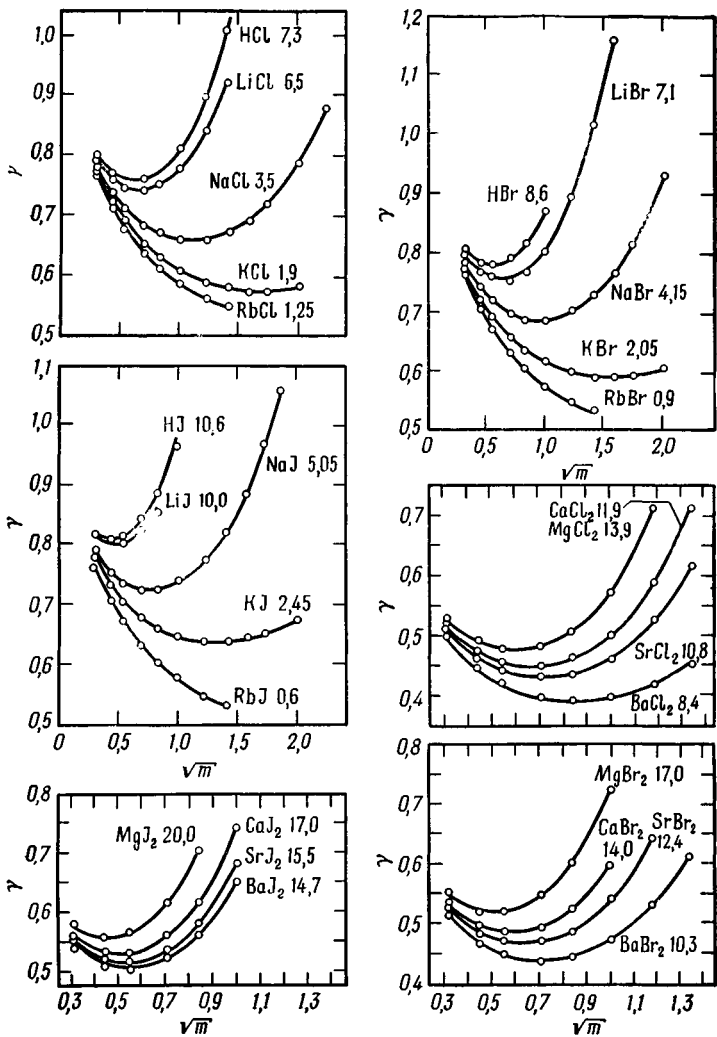 1,0
0,9
0,8
0,7
0,6
0,5
γ
HCl 7,3
LiCl 6,5
NaCl 3,5
KCl 1,9
RbCl 1,25
1,2
1,1
1,0
0,9
0,8
0,7
0,6
0,5
γ
LiBr 7,1
HBr 8,6
NaBr 4,15
KBr 2,05
RbBr 0,9
0 0,5 1,0 1,5 2,0
√m
1,1
1,0
0,9
0,8
0,7
0,6
0,5
γ
HJ 10,6
NaJ 5,05
LiJ 10,0
KJ 2,45
RbJ 0,6
0 0,5 1,0 1,5 2,0
√m
0,7
0,6
0,5
0,4
γ
CaCl₂ 11,9
MgCl₂ 13,9
SrCl₂ 10,8
BaCl₂ 8,4
0,8
0,7
0,6
0,5
γ
MgJ₂ 20,0
CaJ₂ 17,0
SrJ₂ 15,5
BaJ₂ 14,7
0,3 0,5 0,7 0,9 1,1 1,3
√m
0,8
0,7
0,6
0,5
0,4
γ
MgBr₂ 17,0
CaBr₂
14,0
SrBr₂
12,4
BaBr₂ 10,3
0,3 0,5 0,7 0,9 1,1 1,3
√m